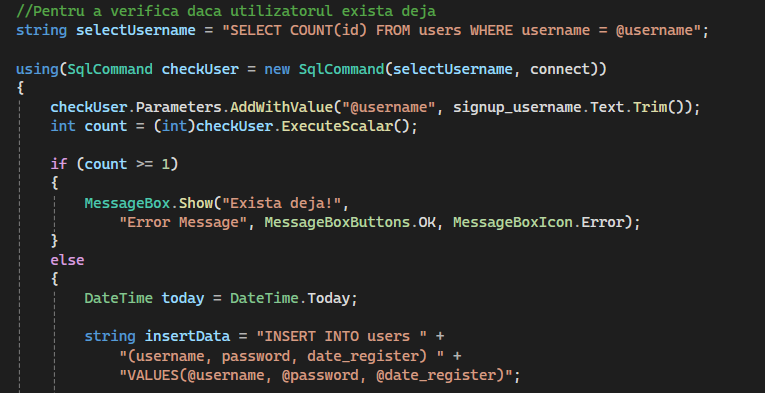 //Pentru a verifica daca utilizatorul exista deja
string selectUsername = "SELECT COUNT(id) FROM users WHERE username = @username";
using(SqlCommand checkUser = new SqlCommand(selectUsername, connect))
{
checkUser.Parameters.AddWithValue("@username", signup_username.Text.Trim());
int count = (int)checkUser.ExecuteScalar();
if (count >= 1)
{
MessageBox.Show("Exista deja!",
"Error Message", MessageBoxButtons.OK, MessageBoxIcon.Error);
}
else
{
DateTime today = DateTime.Today;
string insertData = "INSERT INTO users " +
"(username, password, date_register) " +
"VALUES(@username, @password, @date_register)";